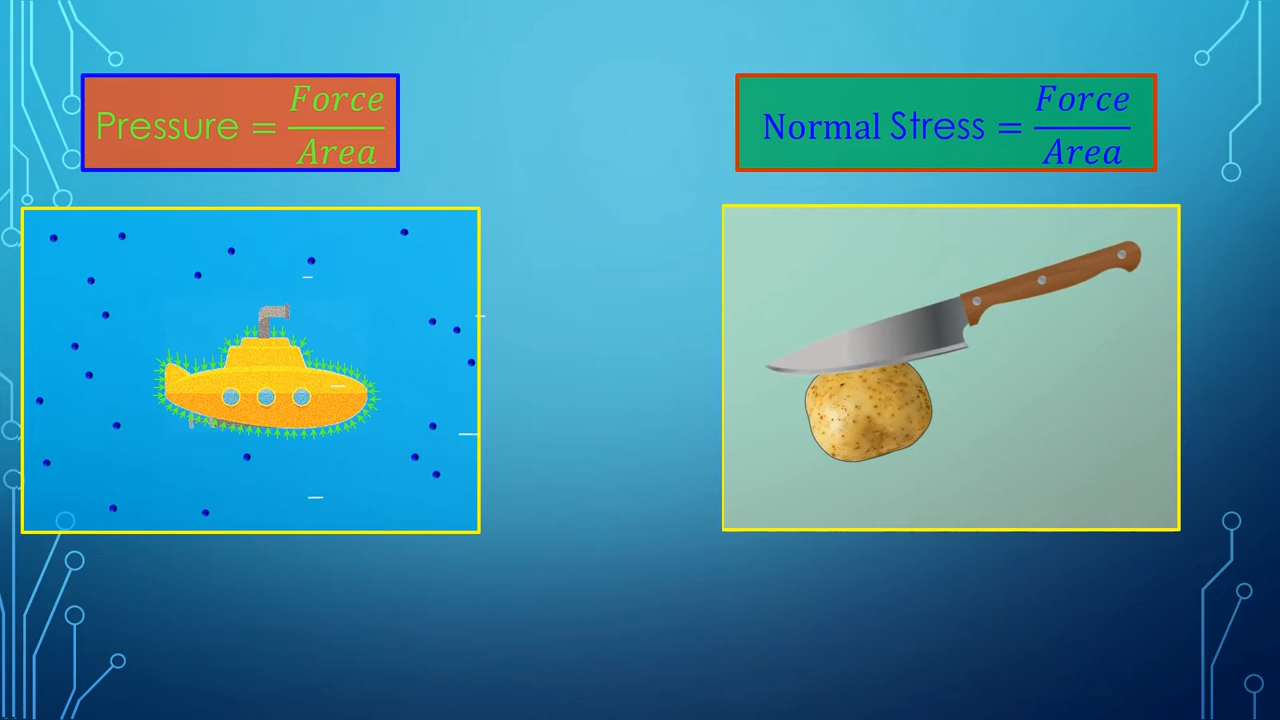 Pressure = Force/Area
Normal Stress = Force/Area